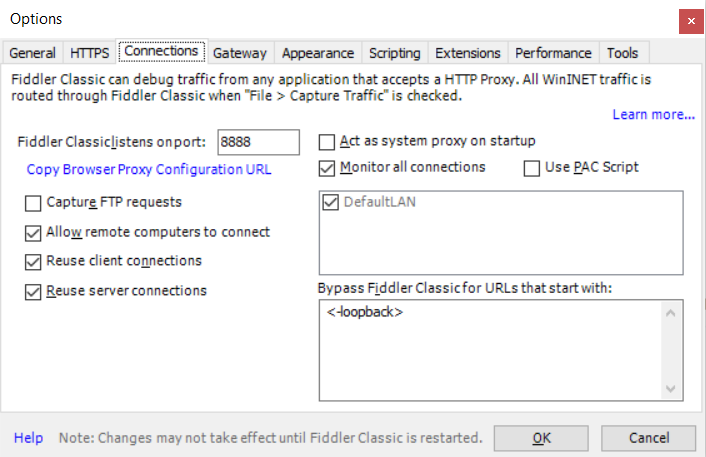 Options
General HTTPS Connections Gateway Appearance Scripting Extensions Performance Tools
Fiddler Classic can debug traffic from any application that accepts a HTTP Proxy. All WinINET traffic is
routed through Fiddler Classic when "File > Capture Traffic" is checked.
Learn more...
Fiddler Classic listens on port: 8888
Copy Browser Proxy Configuration URL
Capture FTP requests
Allow remote computers to connect
Reuse client connections
Reuse server connections
Act as system proxy on startup
Monitor all connections Use PAC Script
DefaultLAN
Bypass Fiddler Classic for URLs that start with:
<-loopback>
Help Note: Changes may not take effect until Fiddler Classic is restarted. OK Cancel